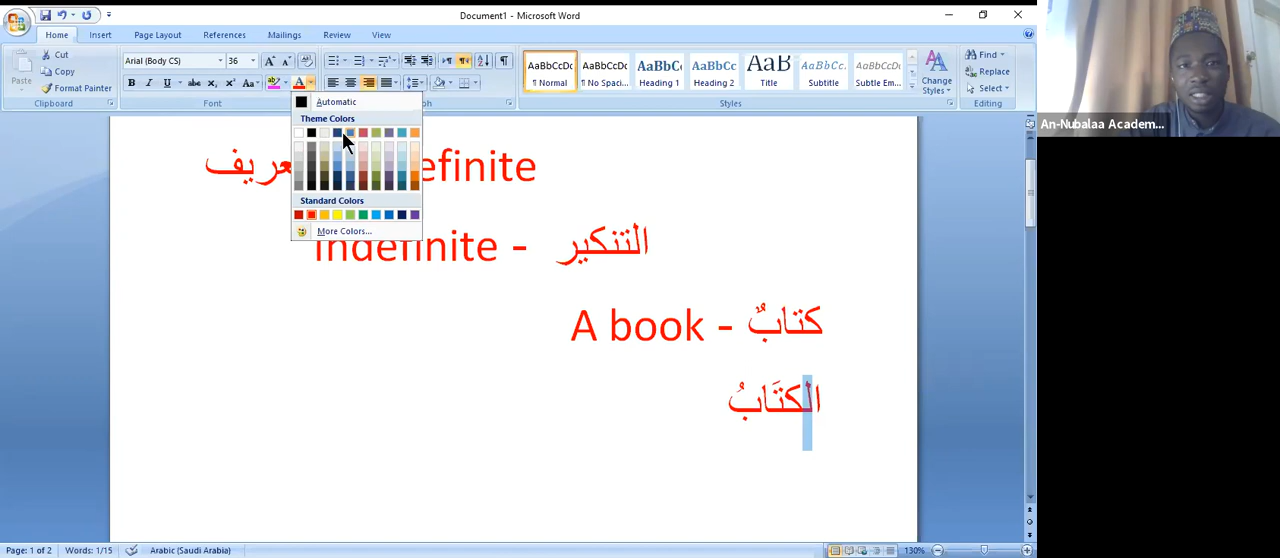 Document1 - Microsoft Word
Home Insert Page Layout References Mailings Review View
Cut
Copy
Format Painter
Paste
Clipboard
Arial (Body CS) 36
Font
AaBbCcDc AaBbCcDc AaBbC AaBbCc AaB AaBbCc. AaBbCcDc
¶ Normal ¶ No Spaci... Heading 1 Heading 2 Title Subtitle Subtle Em...
Styles
Change Styles
Find
Replace
Select
Editing
Automatic
Theme Colors
Standard Colors
More Colors...
An-Nubalaa Academ...
efinite عريف
Indefinite - التنكير
A book - كتابٌ
الكتَابُ
Page: 1 of 2 Words: 1/15 Arabic (Saudi Arabia) 130%